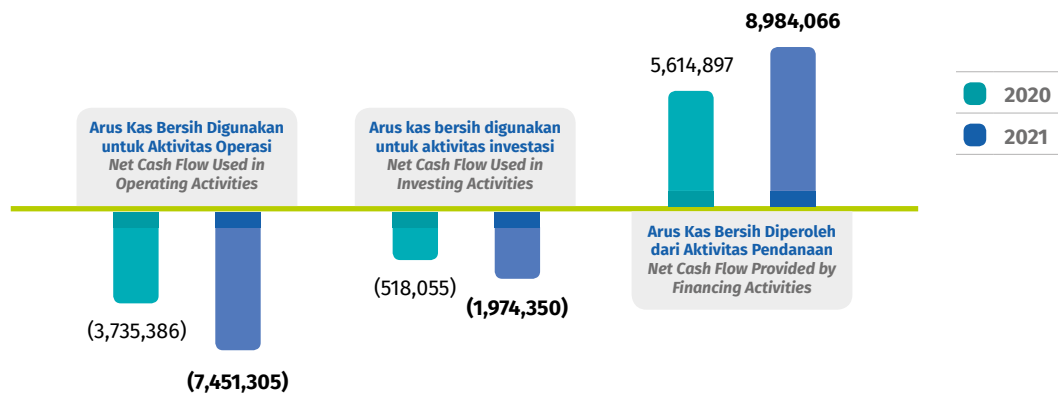 8,984,066
5,614,897
2020
2021
Arus Kas Bersih Digunakan
untuk Aktivitas Operasi
Net Cash Flow Used in
Operating Activities
Arus kas bersih digunakan
untuk aktivitas investasi
Net Cash Flow Used in
Investing Activities
Arus Kas Bersih Diperoleh
dari Aktivitas Pendanaan
Net Cash Flow Provided by
Financing Activities
(3,735,386)
(7,451,305)
(518,055)
(1,974,350)